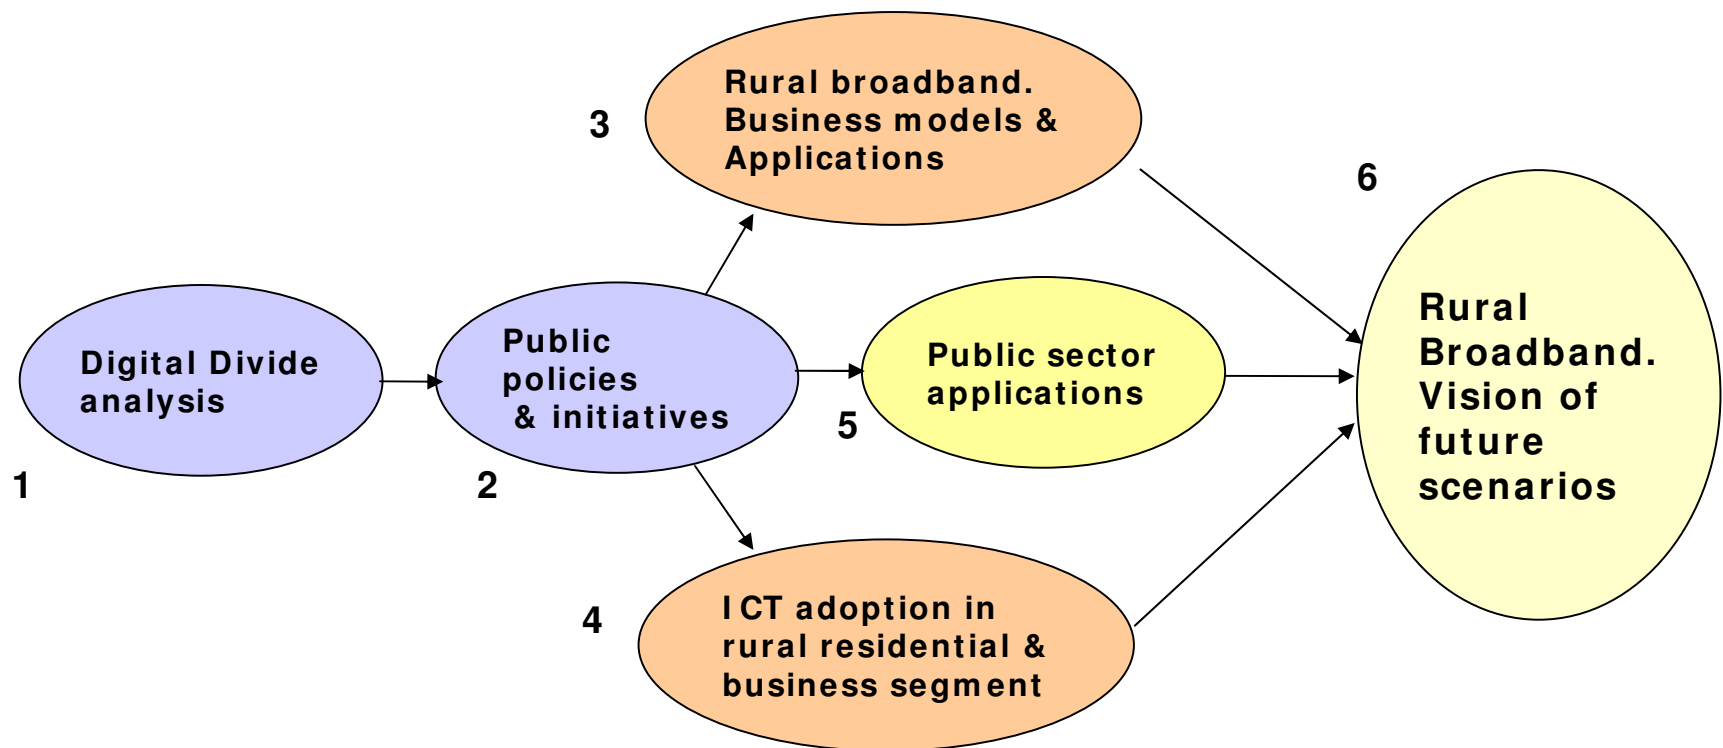 1
Digital Divide
analysis
2
Public
policies
& initiatives
3
Rural broadband.
Business models &
Applications
4
ICT adoption in
rural residential &
business segment
5
Public sector
applications
6
Rural
Broadband.
Vision of
future
scenarios